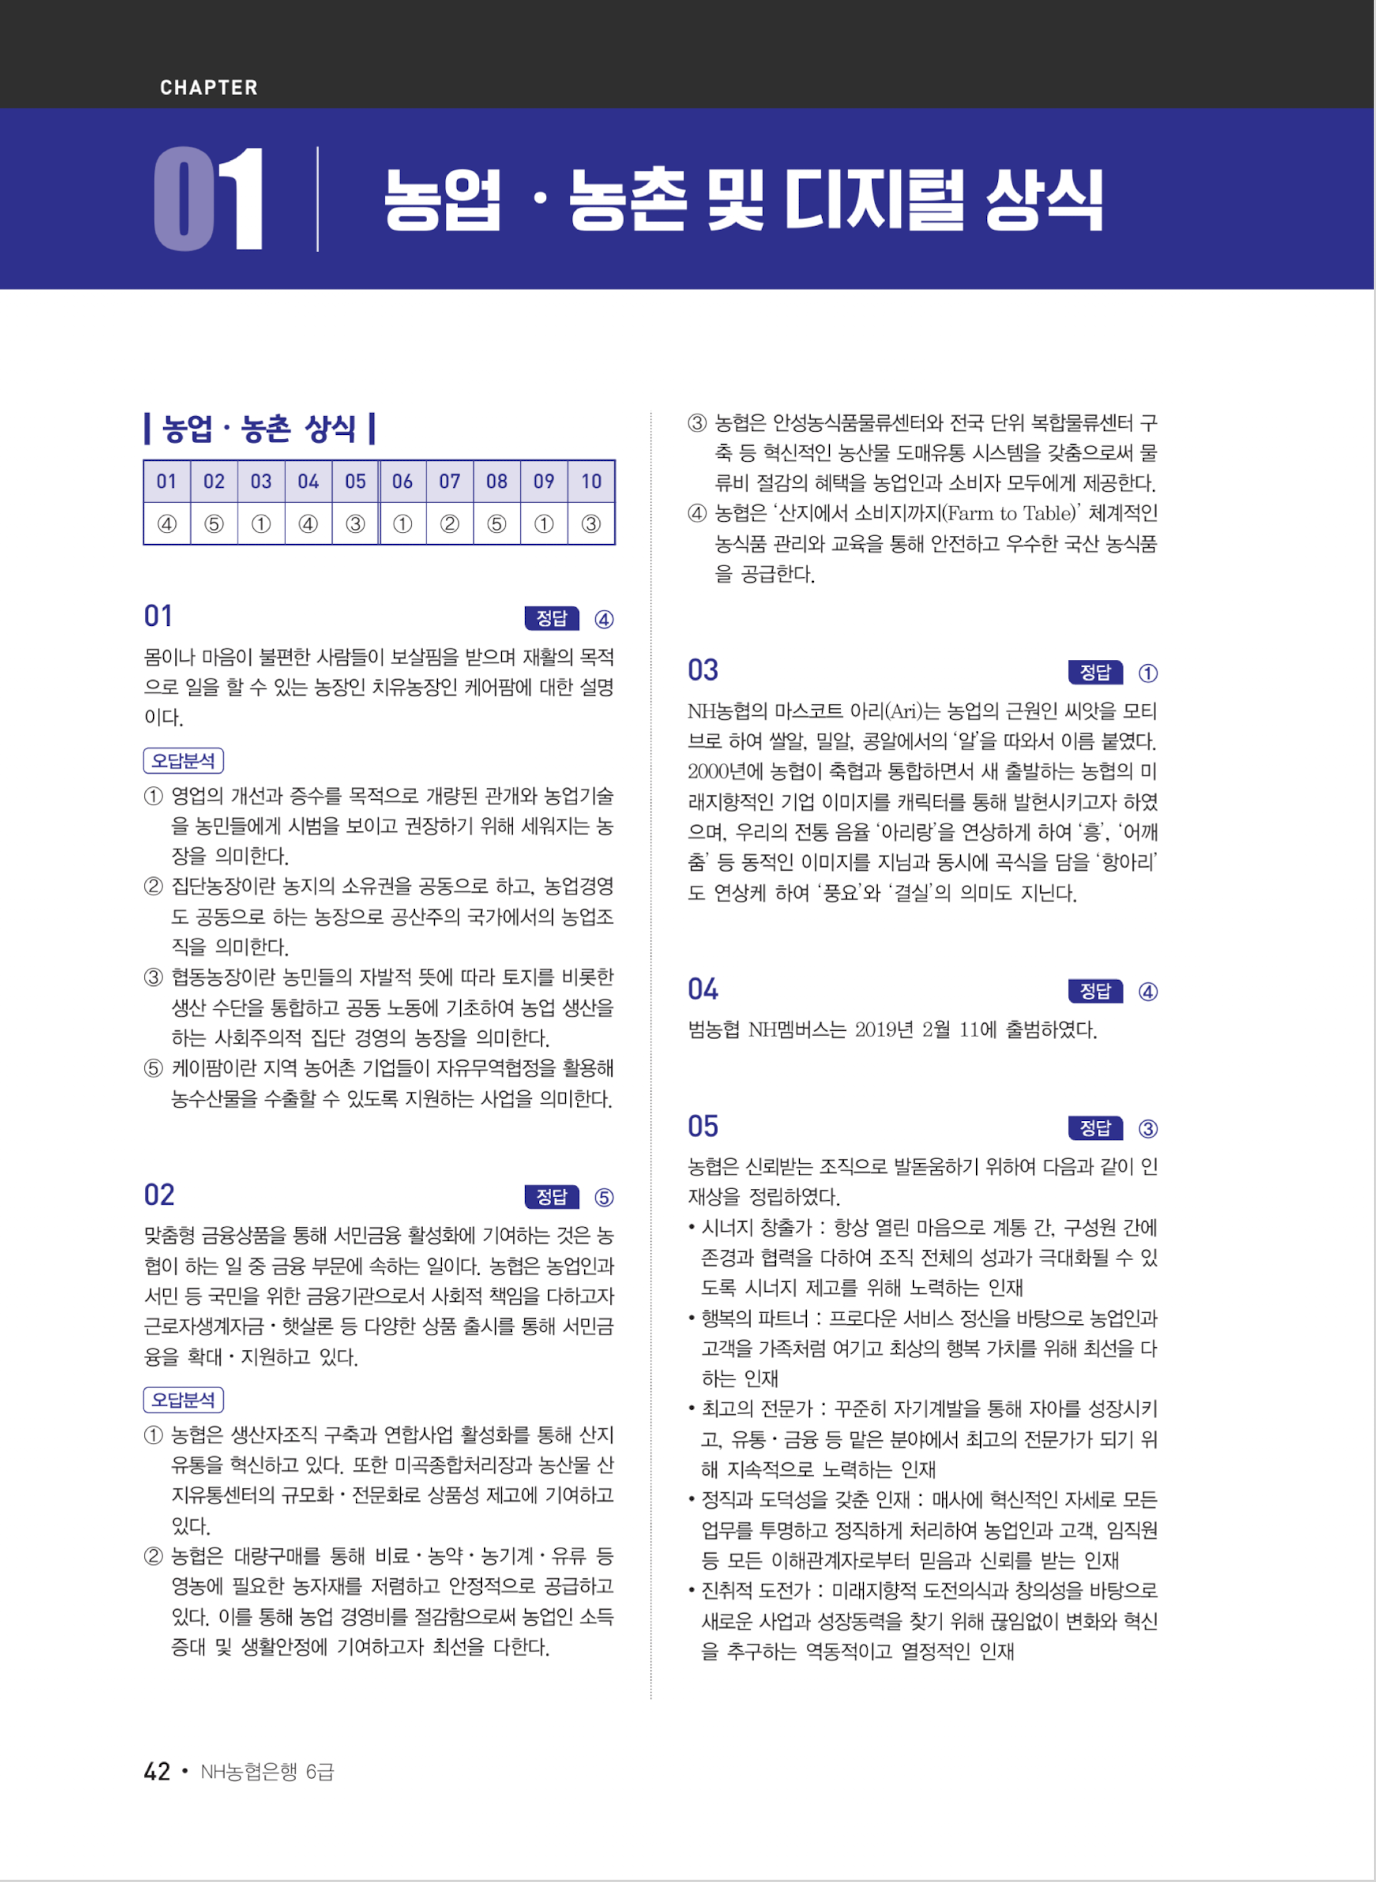 CHAPTER
01 농업 · 농촌 및 디지털 상식
농업 · 농촌 상식
01 02 03 04 05 06 07 08 09 10
④ ⑤ ① ④ ③ ① ② ⑤ ① ③
01 정답 ④
몸이나 마음이 불편한 사람들이 보살핌을 받으며 재활의 목적
으로 일을 할 수 있는 농장인 치유농장인 케어팜에 대한 설명
이다.
오답분석
① 영업의 개선과 증수를 목적으로 개량된 관개와 농업기술
을 농민들에게 시범을 보이고 권장하기 위해 세워지는 농
장을 의미한다.
② 집단농장이란 농지의 소유권을 공동으로 하고, 농업경영
도 공동으로 하는 농장으로 공산주의 국가에서의 농업조
직을 의미한다.
③ 협동농장이란 농민들의 자발적 뜻에 따라 토지를 비롯한
생산 수단을 통합하고 공동 노동에 기초하여 농업 생산을
하는 사회주의적 집단 경영의 농장을 의미한다.
⑤ 케이팜이란 지역 농어촌 기업들이 자유무역협정을 활용해
농수산물을 수출할 수 있도록 지원하는 사업을 의미한다.
02 정답 ⑤
맞춤형 금융상품을 통해 서민금융 활성화에 기여하는 것은 농
협이 하는 일 중 금융 부문에 속하는 일이다. 농협은 농업인과
서민 등 국민을 위한 금융기관으로서 사회적 책임을 다하고자
근로자생계자금 · 햇살론 등 다양한 상품 출시를 통해 서민금
융을 확대 · 지원하고 있다.
오답분석
① 농협은 생산자조직 구축과 연합사업 활성화를 통해 산지
유통을 혁신하고 있다. 또한 미곡종합처리장과 농산물 산
지유통센터의 규모화 · 전문화로 상품성 제고에 기여하고
있다.
② 농협은 대량구매를 통해 비료 · 농약 · 농기계 · 유류 등
영농에 필요한 농자재를 저렴하고 안정적으로 공급하고
있다. 이를 통해 농업 경영비를 절감함으로써 농업인 소득
증대 및 생활안정에 기여하고자 최선을 다한다.
③ 농협은 안성농식품물류센터와 전국 단위 복합물류센터 구
축 등 혁신적인 농산물 도매유통 시스템을 갖춤으로써 물
류비 절감의 혜택을 농업인과 소비자 모두에게 제공한다.
④ 농협은 ‘산지에서 소비지까지(Farm to Table)’ 체계적인
농식품 관리와 교육을 통해 안전하고 우수한 국산 농식품
을 공급한다.
03 정답 ①
NH농협의 마스코트 아리(Ari)는 농업의 근원인 씨앗을 모티
브로 하여 쌀알, 밀알, 콩알에서의 ‘알’을 따와서 이름 붙였다.
2000년에 농협이 축협과 통합하면서 새 출발하는 농협의 미
래지향적인 기업 이미지를 캐릭터를 통해 발현시키고자 하였
으며, 우리의 전통 음율 ‘아리랑’을 연상하게 하여 ‘흥’, ‘어깨
춤’ 등 동적인 이미지를 지님과 동시에 곡식을 담을 ‘항아리’
도 연상케 하여 ‘풍요’와 ‘결실’의 의미도 지닌다.
04 정답 ④
범농협 NH멤버스는 2019년 2월 11에 출범하였다.
05 정답 ③
농협은 신뢰받는 조직으로 발돋움하기 위하여 다음과 같이 인
재상을 정립하였다.
• 시너지 창출가 : 항상 열린 마음으로 계통 간, 구성원 간에
존경과 협력을 다하여 조직 전체의 성과가 극대화될 수 있
도록 시너지 제고를 위해 노력하는 인재
• 행복의 파트너 : 프로다운 서비스 정신을 바탕으로 농업인과
고객을 가족처럼 여기고 최상의 행복 가치를 위해 최선을 다
하는 인재
• 최고의 전문가 : 꾸준히 자기계발을 통해 자아를 성장시키
고, 유통 · 금융 등 맡은 분야에서 최고의 전문가가 되기 위
해 지속적으로 노력하는 인재
• 정직과 도덕성을 갖춘 인재 : 매사에 혁신적인 자세로 모든
업무를 투명하고 정직하게 처리하여 농업인과 고객, 임직원
등 모든 이해관계자로부터 믿음과 신뢰를 받는 인재
• 진취적 도전가 : 미래지향적 도전의식과 창의성을 바탕으로
새로운 사업과 성장동력을 찾기 위해 끊임없이 변화와 혁신
을 추구하는 역동적이고 열정적인 인재
42 • NH농협은행 6급